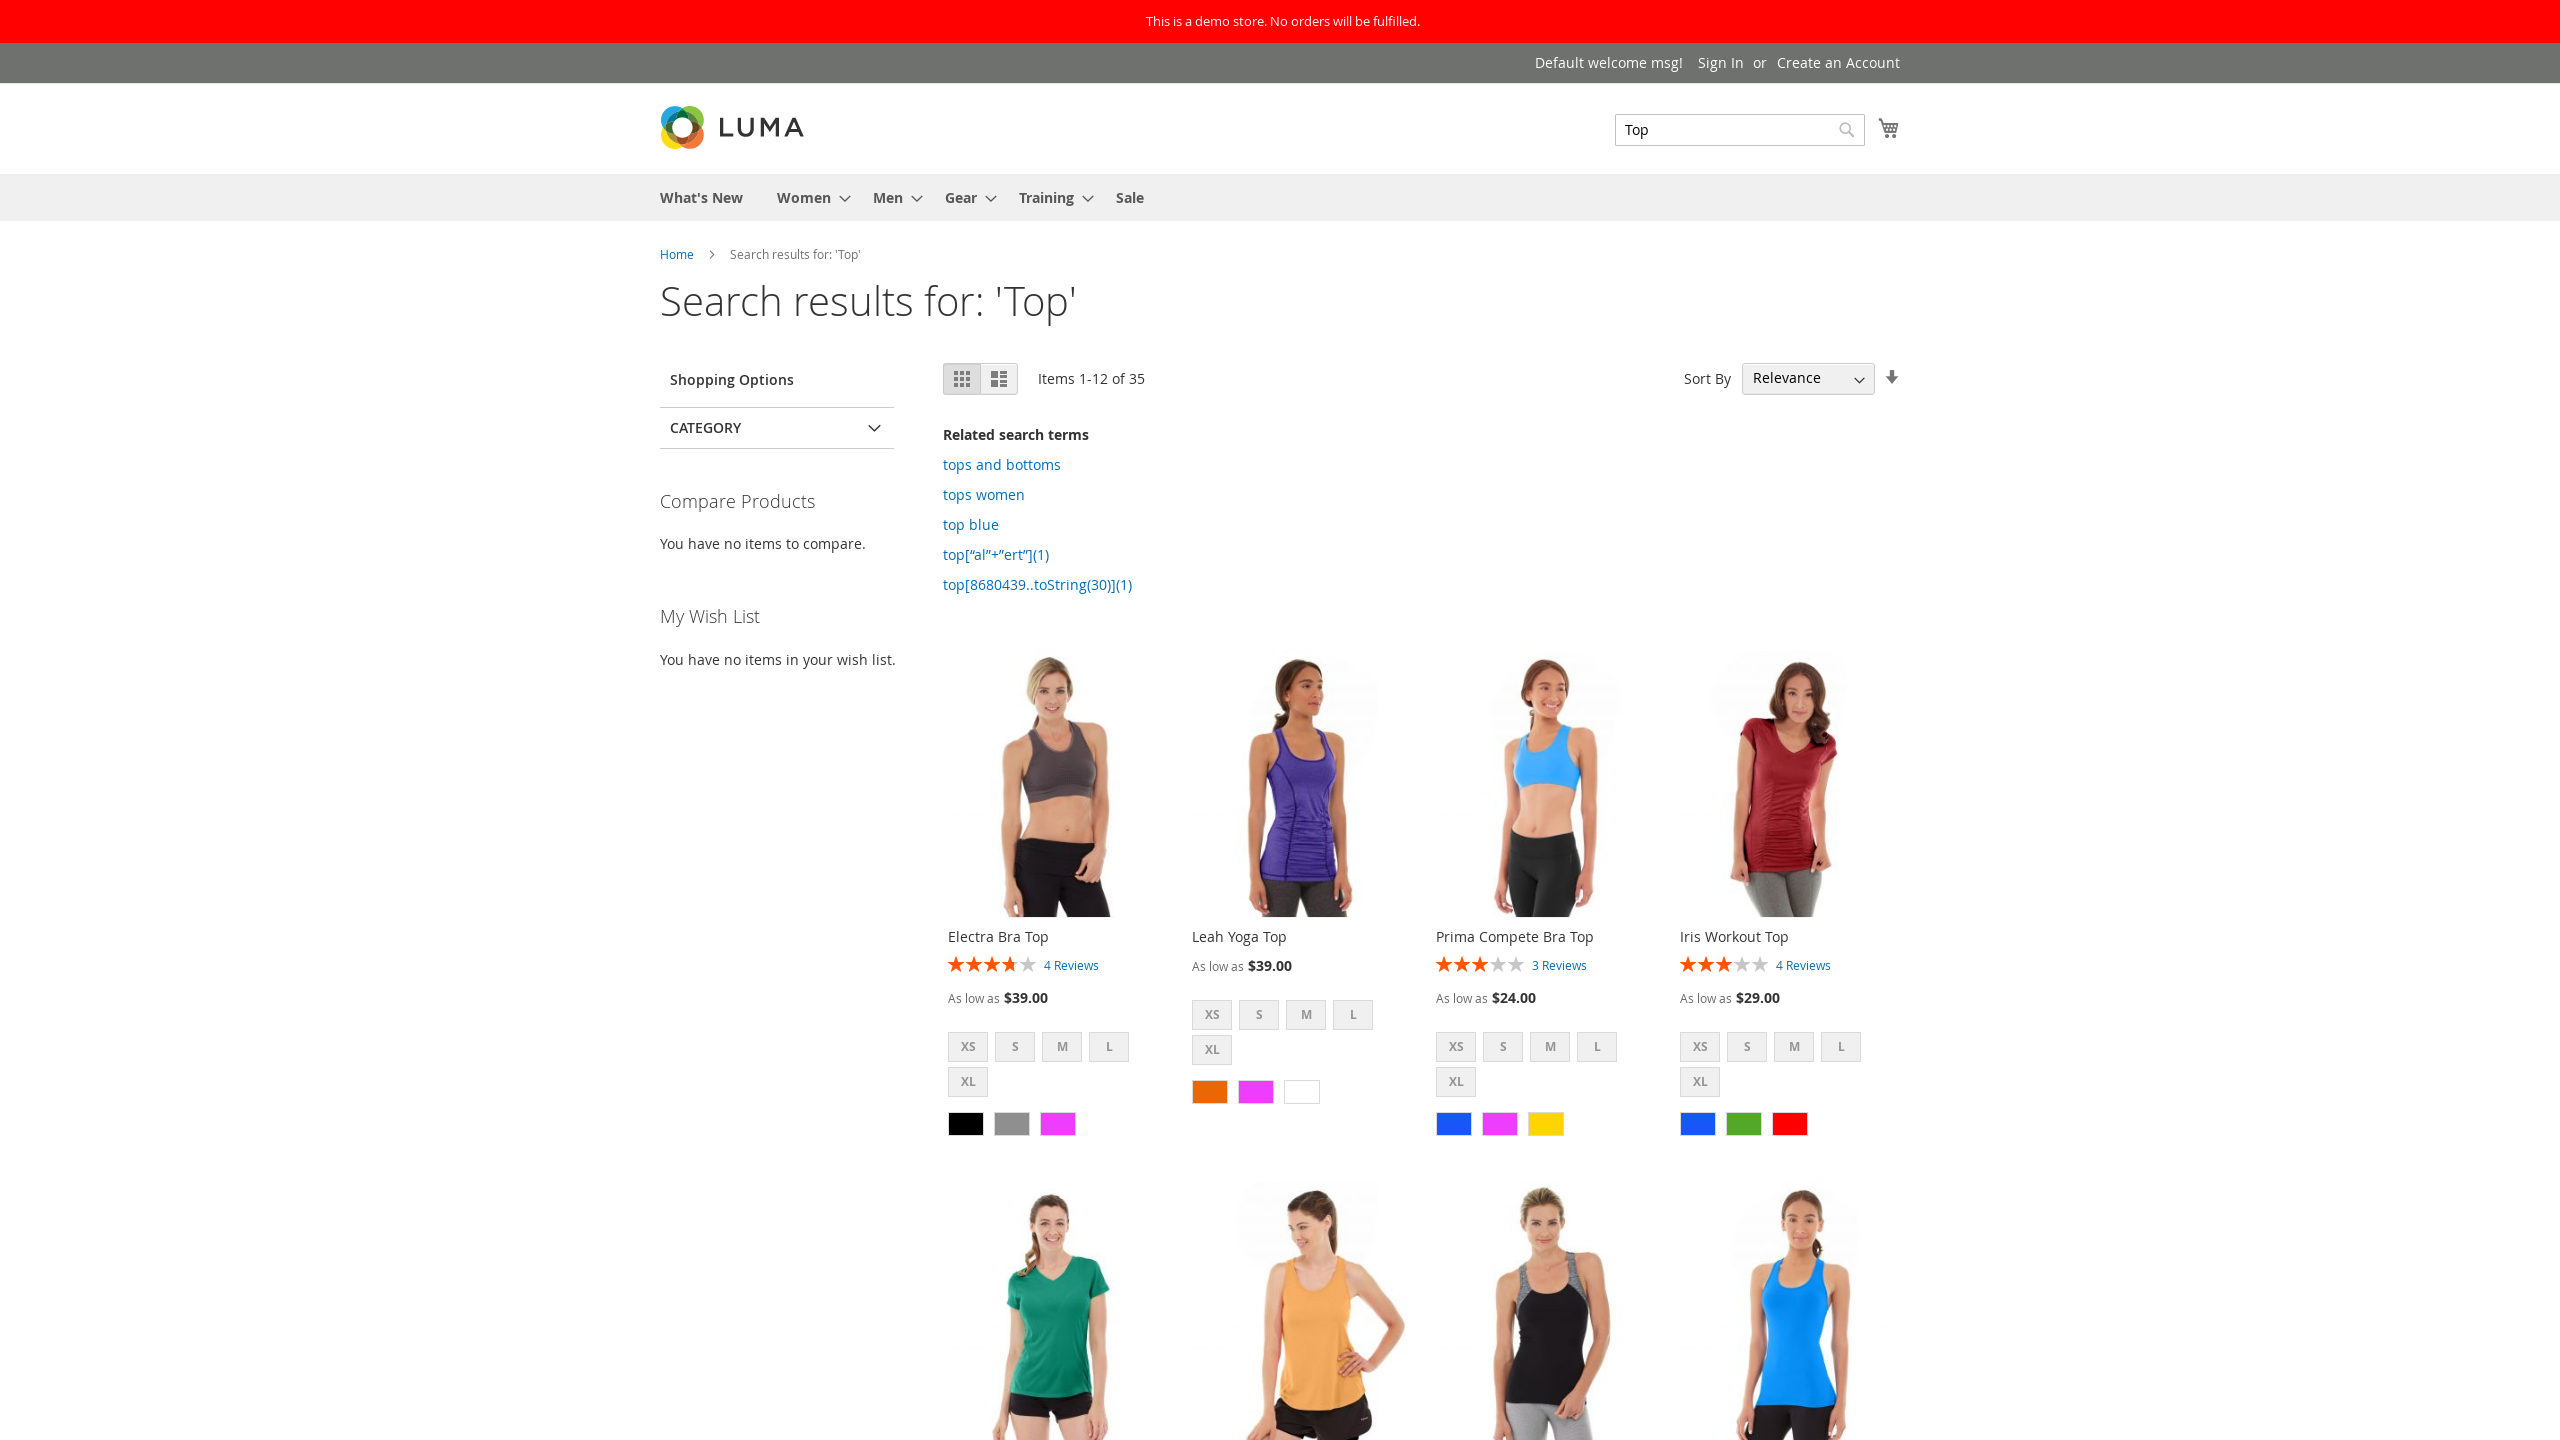 This is a demo store. No orders will be fulfilled.
Default welcome msg! Sign In or Create an Account
LUMA
Top
What's New Women Men Gear Training Sale
Home Search results for: 'Top'
Search results for: 'Top'
Shopping Options
CATEGORY
Compare Products
You have no items to compare.
My Wish List
You have no items in your wish list.
Items 1-12 of 35
Sort By Relevance
Related search terms
tops and bottoms
tops women
top blue
top[“al”+”ert”](1)
top[8680439..toString(30)](1)
Electra Bra Top
4 Reviews
As low as $39.00
XS S M L
XL
Leah Yoga Top
As low as $39.00
XS S M L
XL
Prima Compete Bra Top
3 Reviews
As low as $24.00
XS S M L
XL
Iris Workout Top
4 Reviews
As low as $29.00
XS S M L
XL